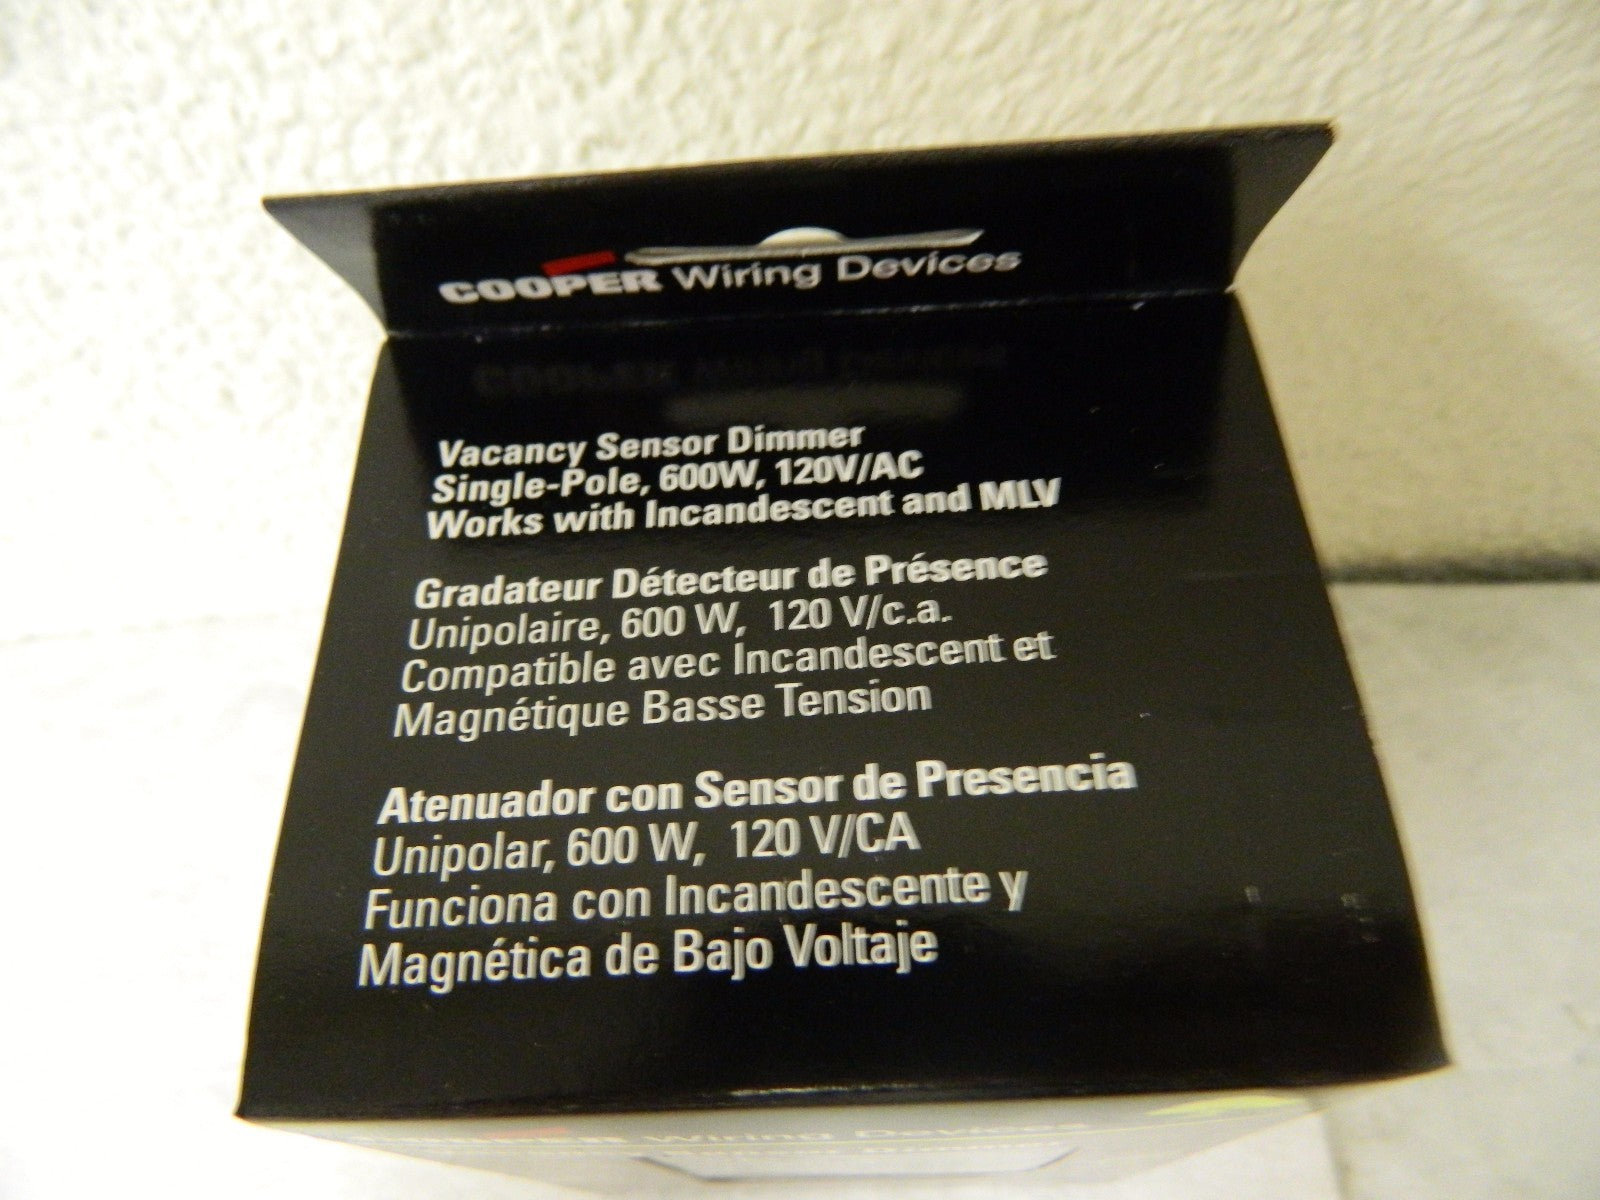 COOPER Wiring Devices
Vacancy Sensor Dimmer
Single-Pole, 600W, 120V/AC
Works with Incandescent and MLV
Gradateur Détecteur de Présence
Unipolaire, 600 W, 120 V/c.a.
Compatible avec Incandescent et
Magnétique Basse Tension
Atenuador con Sensor de Presencia
Unipolar, 600 W, 120 V/CA
Funciona con Incandescente y
Magnética de Bajo Voltaje
Wiring Devices